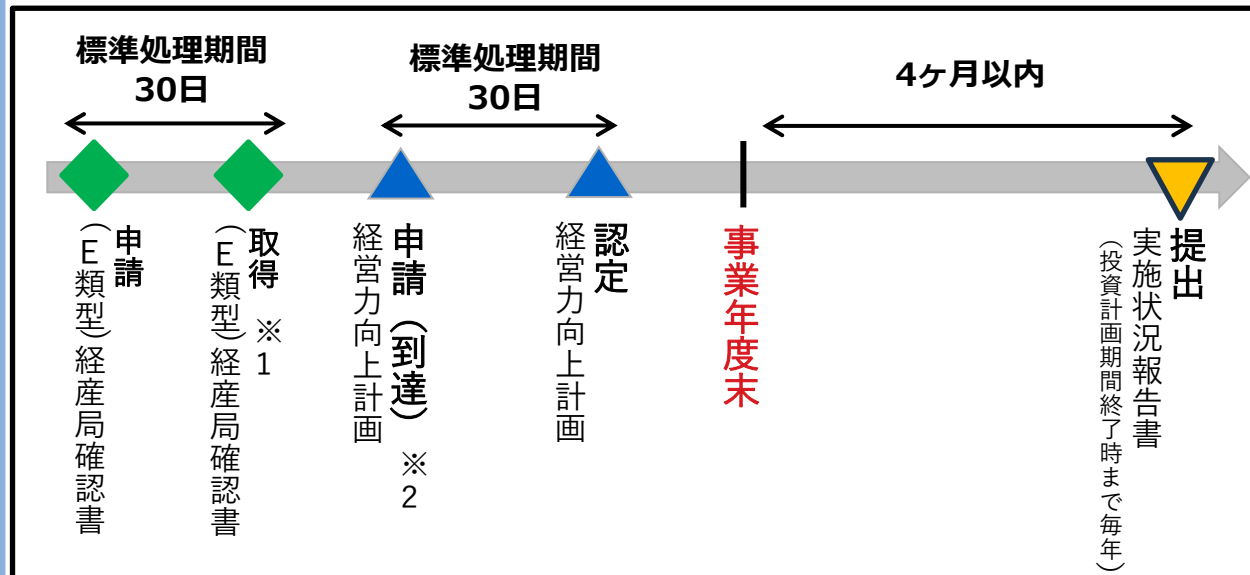 標準処理期間
30日
標準処理期間
30日
4ヶ月以内
申請
（E類型）経産局確認書
取得 ※1
（E類型）経産局確認書
申請（到達） ※2
経営力向上計画
認定
経営力向上計画
事業年度末
提出
実施状況報告書
（投資計画期間終了時まで毎年）